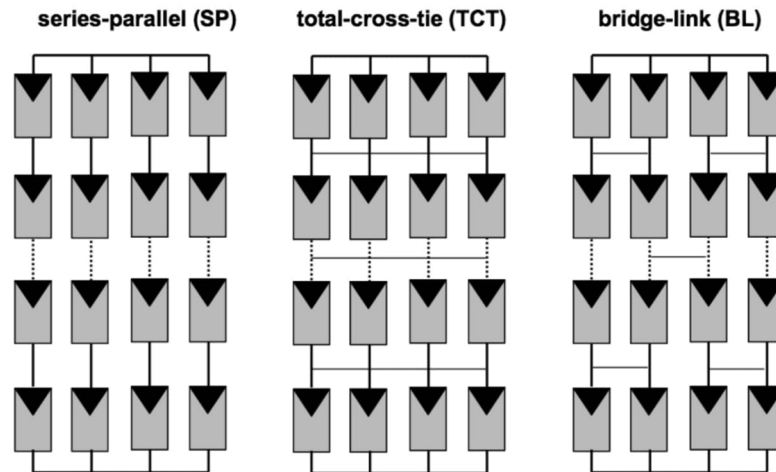 series-parallel (SP)
total-cross-tie (TCT)
bridge-link (BL)